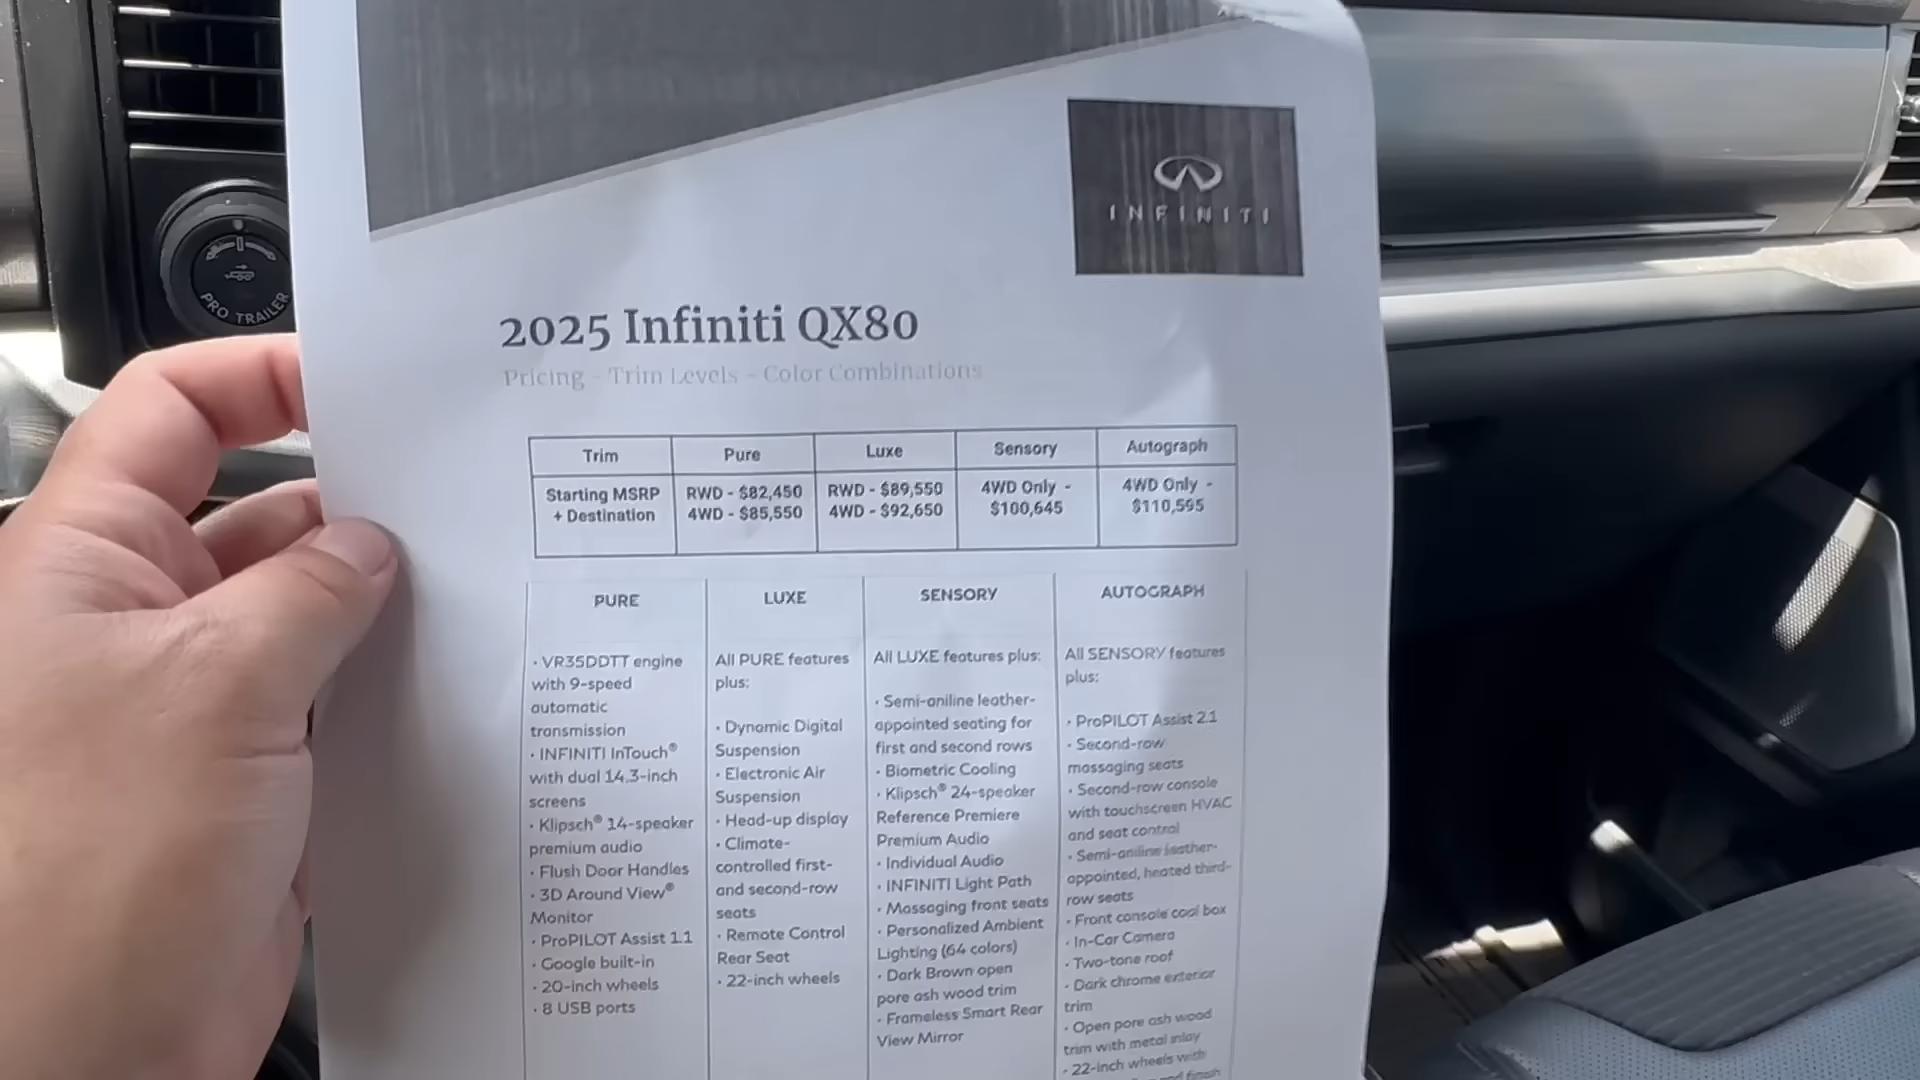 PRO TRAILER
INFINITI
2025 Infiniti QX80
Pricing - Trim Levels - Color Combinations
Trim
Pure
Luxe
Sensory
Autograph
Starting MSRP
+ Destination
RWD - $82,450
4WD - $85,550
RWD - $89,550
4WD - $92,650
4WD Only -
$100,645
4WD Only -
$110,595
PURE
· VR35DDTT engine
with 9-speed
automatic
transmission
· INFINITI InTouch®
with dual 14.3-inch
screens
· Klipsch® 14-speaker
premium audio
· Flush Door Handles
· 3D Around View®
Monitor
· ProPILOT Assist 1.1
· Google built-in
· 20-inch wheels
· 8 USB ports
LUXE
All PURE features
plus:
· Dynamic Digital
Suspension
· Electronic Air
Suspension
· Head-up display
· Climate-
controlled first-
and second-row
seats
· Remote Control
Rear Seat
· 22-inch wheels
SENSORY
All LUXE features plus:
· Semi-aniline leather-
appointed seating for
first and second rows
· Biometric Cooling
· Klipsch® 24-speaker
Reference Premiere
Premium Audio
· Individual Audio
· INFINITI Light Path
· Massaging front seats
· Personalized Ambient
Lighting (64 colors)
· Dark Brown open
pore ash wood trim
· Frameless Smart Rear
View Mirror
AUTOGRAPH
All SENSORY features
plus:
· ProPILOT Assist 2.1
· Second-row
massaging seats
· Second-row console
with touchscreen HVAC
and seat control
· Semi-aniline leather-
appointed, heated third-
row seats
· Front console cool box
· In-Car Camera
· Two-tone roof
· Dark chrome exterior
trim
· Open pore ash wood
trim with metal inlay
· 22-inch wheels with
and finish